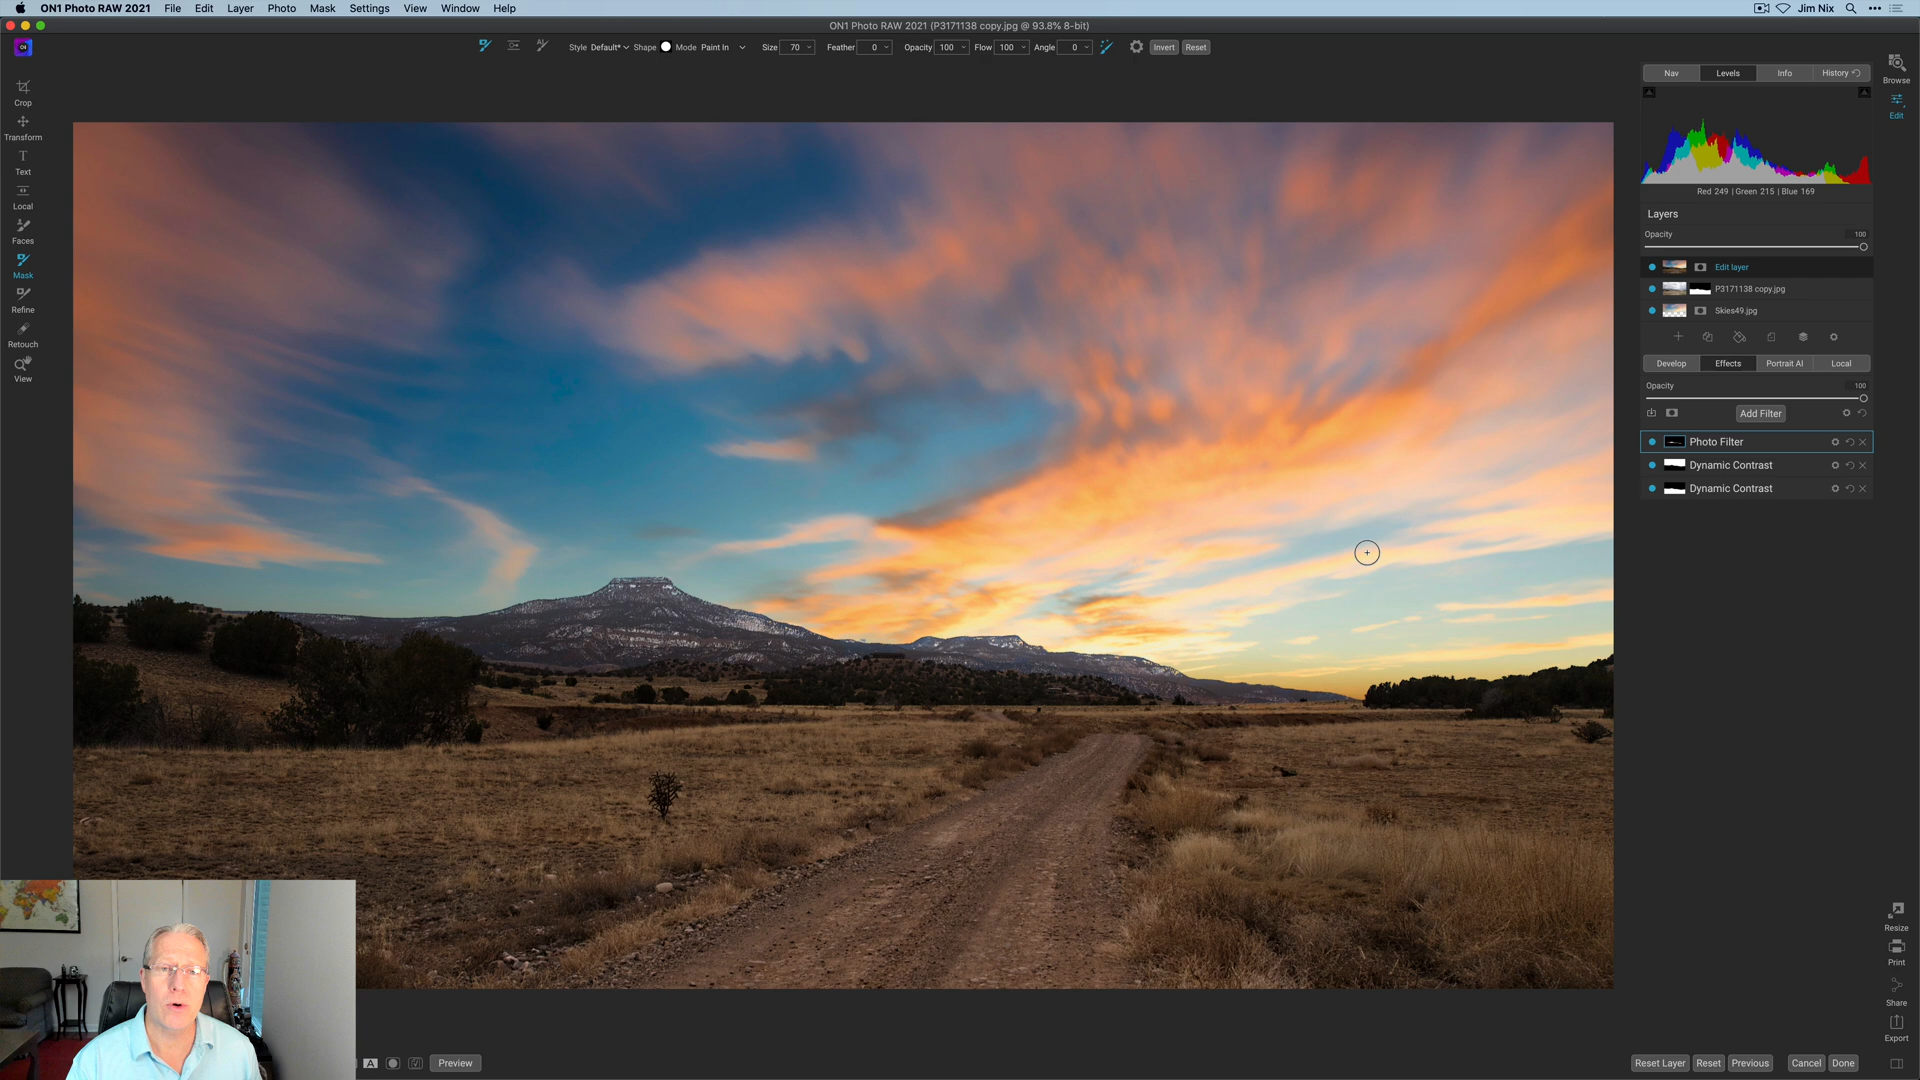 ON1 Photo RAW 2021 File Edit Layer Photo Mask Settings View Window Help Jim Nix
ON1 Photo RAW 2021 (P3171138 copy.jpg @ 93.8% 8-bit)
Style Default* Shape Mode Paint In Size 70 Feather 0 Opacity 100 Flow 100 Angle 0 Invert Reset
Nav Levels Info History
Browse
Edit
Crop
Transform
Text
Local
Faces
Mask
Refine
Retouch
View
Red 249 | Green 215 | Blue 169
Layers
Opacity 100
Edit layer
P3171138 copy.jpg
Skies49.jpg
Develop Effects Portrait AI Local
Opacity 100
Add Filter
Photo Filter
Dynamic Contrast
Dynamic Contrast
Resize
Print
Share
Export
A Preview
Reset Layer Reset Previous Cancel Done